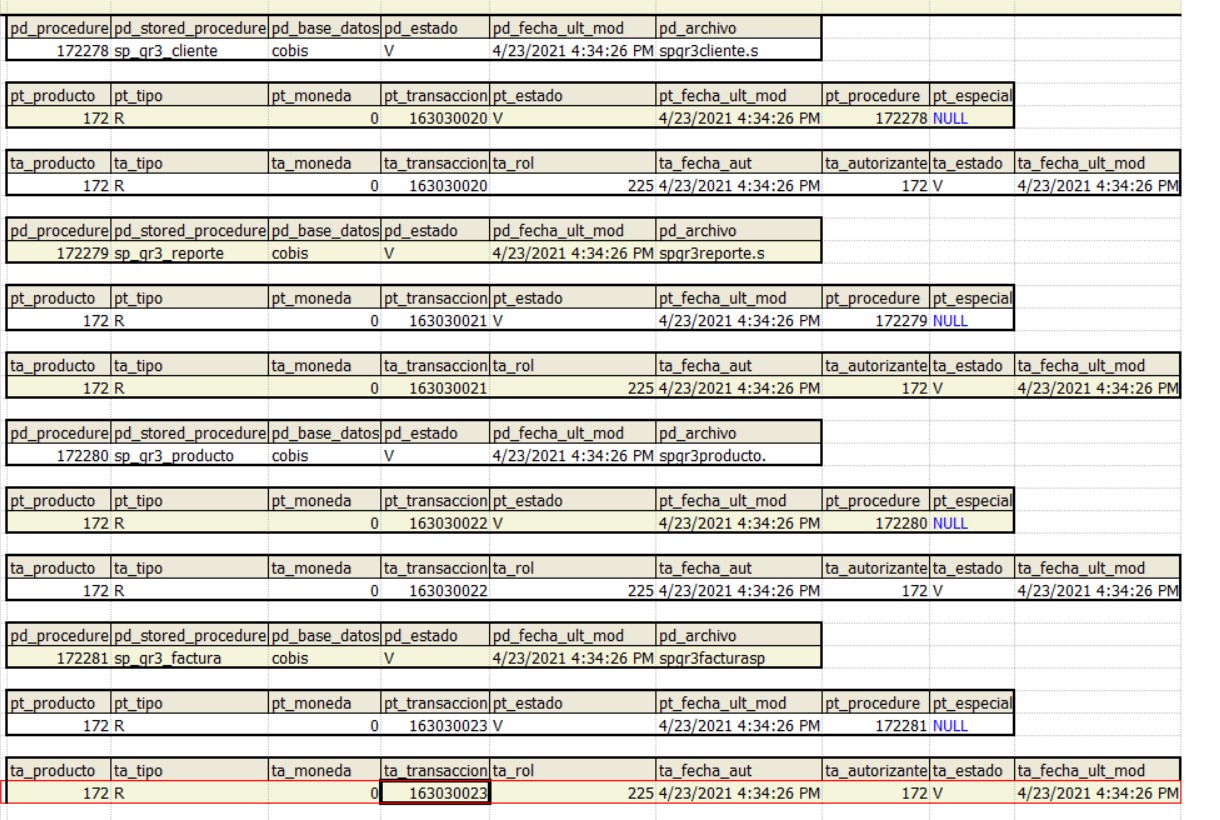 pd_procedure pd_stored_procedure pd_base_datos pd_estado pd_fecha_ult_mod pd_archivo
172278 sp_qr3_cliente cobis V 4/23/2021 4:34:26 PM spgr3cliente.s
pt_producto pt_tipo pt_moneda pt_transaccion pt_estado pt_fecha_ult_mod pt_procedure pt_especial
172 R 0 163030020 V 4/23/2021 4:34:26 PM 172278 NULL
ta_producto ta_tipo ta_moneda ta_transaccion ta_rol ta_fecha_aut ta_autorizante ta_estado ta_fecha_ult_mod
172 R 0 163030020 225 4/23/2021 4:34:26 PM 172 V 4/23/2021 4:34:26 PM
pd_procedure pd_stored_procedure pd_base_datos pd_estado pd_fecha_ult_mod pd_archivo
172279 sp_qr3_reporte cobis V 4/23/2021 4:34:26 PM spgr3reporte.s
pt_producto pt_tipo pt_moneda pt_transaccion pt_estado pt_fecha_ult_mod pt_procedure pt_especial
172 R 0 163030021 V 4/23/2021 4:34:26 PM 172279 NULL
ta_producto ta_tipo ta_moneda ta_transaccion ta_rol ta_fecha_aut ta_autorizante ta_estado ta_fecha_ult_mod
172 R 0 163030021 225 4/23/2021 4:34:26 PM 172 V 4/23/2021 4:34:26 PM
pd_procedure pd_stored_procedure pd_base_datos pd_estado pd_fecha_ult_mod pd_archivo
172280 sp_qr3_producto cobis V 4/23/2021 4:34:26 PM spgr3producto.
pt_producto pt_tipo pt_moneda pt_transaccion pt_estado pt_fecha_ult_mod pt_procedure pt_especial
172 R 0 163030022 V 4/23/2021 4:34:26 PM 172280 NULL
ta_producto ta_tipo ta_moneda ta_transaccion ta_rol ta_fecha_aut ta_autorizante ta_estado ta_fecha_ult_mod
172 R 0 163030022 225 4/23/2021 4:34:26 PM 172 V 4/23/2021 4:34:26 PM
pd_procedure pd_stored_procedure pd_base_datos pd_estado pd_fecha_ult_mod pd_archivo
172281 sp_qr3_factura cobis V 4/23/2021 4:34:26 PM spgr3facturasp
pt_producto pt_tipo pt_moneda pt_transaccion pt_estado pt_fecha_ult_mod pt_procedure pt_especial
172 R 0 163030023 V 4/23/2021 4:34:26 PM 172281 NULL
ta_producto ta_tipo ta_moneda ta_transaccion ta_rol ta_fecha_aut ta_autorizante ta_estado ta_fecha_ult_mod
172 R 0 163030023 225 4/23/2021 4:34:26 PM 172 V 4/23/2021 4:34:26 PM